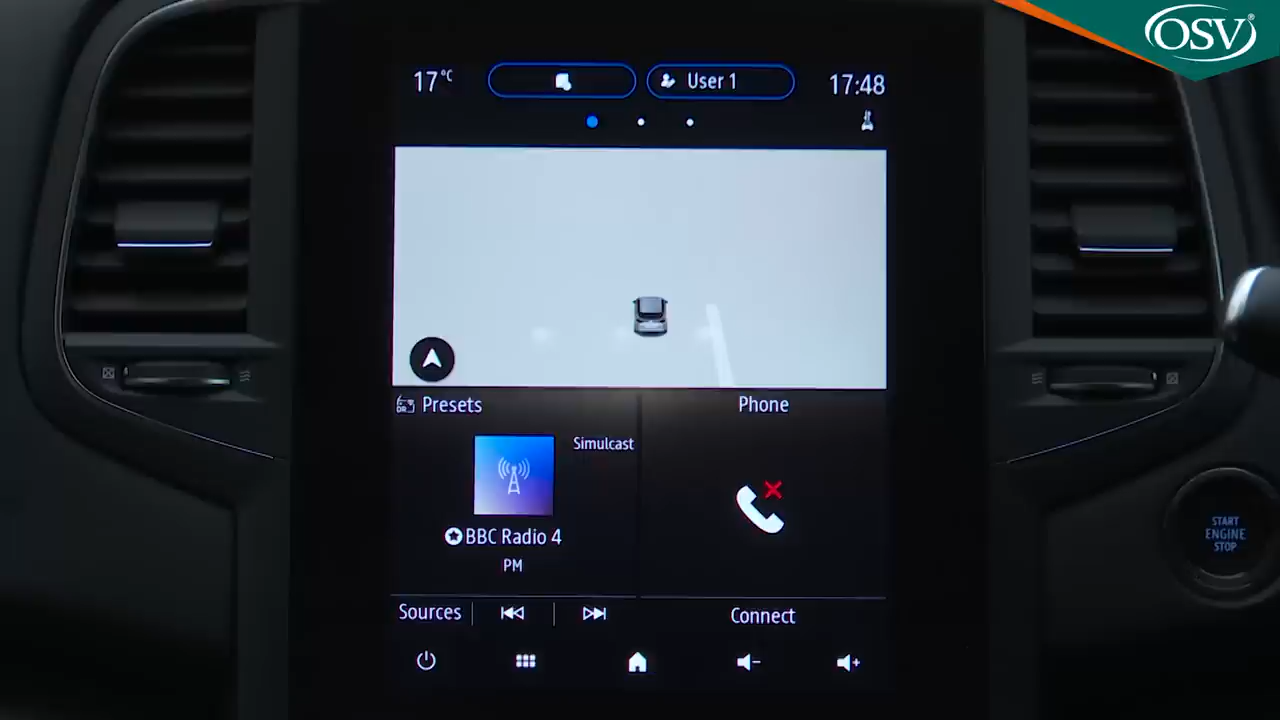 OSV
17°C
User 1
17:48
Presets
Phone
Simulcast
BBC Radio 4
PM
START
ENGINE
STOP
Sources
Connect